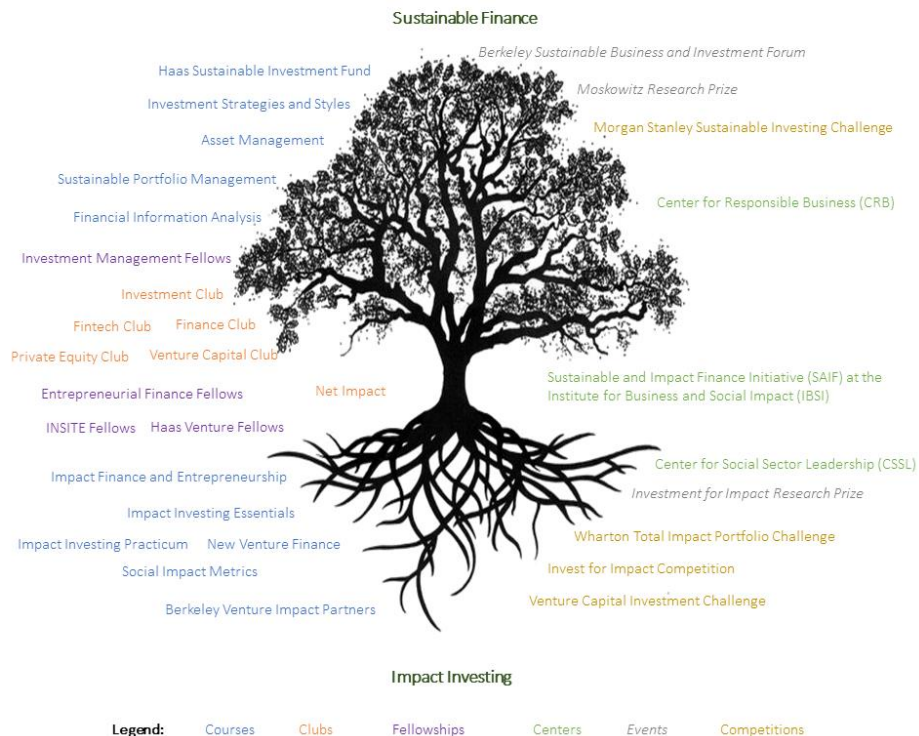 Sustainable Finance
Berkeley Sustainable Business and Investment Forum
Haas Sustainable Investment Fund
Moskowitz Research Prize
Investment Strategies and Styles
Morgan Stanley Sustainable Investing Challenge
Asset Management
Sustainable Portfolio Management
Center for Responsible Business (CRB)
Financial Information Analysis
Investment Management Fellows
Investment Club
Fintech Club
Finance Club
Private Equity Club
Venture Capital Club
Entrepreneurial Finance Fellows
Net Impact
Sustainable and Impact Finance Initiative (SAIF) at the
Institute for Business and Social Impact (IBSI)
INSITE Fellows
Haas Venture Fellows
Center for Social Sector Leadership (CSSL)
Impact Finance and Entrepreneurship
Investment for Impact Research Prize
Impact Investing Essentials
Wharton Total Impact Portfolio Challenge
Impact Investing Practicum
New Venture Finance
Invest for Impact Competition
Social Impact Metrics
Venture Capital Investment Challenge
Berkeley Venture Impact Partners
Impact Investing
Legend: Courses Clubs Fellowships Centers Events Competitions